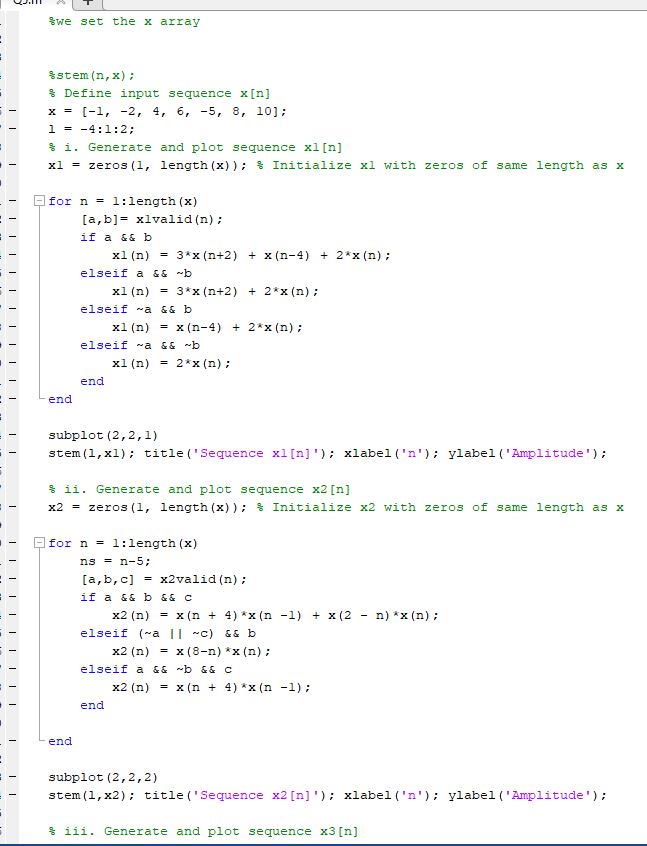 %we set the x array
%stem(n,x);
% Define input sequence x[n]
x = [-1, -2, 4, 6, -5, 8, 10];
l = -4:1:2;
% i. Generate and plot sequence x1[n]
x1 = zeros(1, length(x)); % Initialize x1 with zeros of same length as x
for n = 1:length(x)
[a,b]= x1valid(n);
if a && b
x1(n) = 3*x(n+2) + x(n-4) + 2*x(n);
elseif a && ~b
x1(n) = 3*x(n+2) + 2*x(n);
elseif ~a && b
x1(n) = x(n-4) + 2*x(n);
elseif ~a && ~b
x1(n) = 2*x(n);
end
end
subplot(2,2,1)
stem(l,x1); title('Sequence x1[n]'); xlabel('n'); ylabel('Amplitude');
% ii. Generate and plot sequence x2[n]
x2 = zeros(1, length(x)); % Initialize x2 with zeros of same length as x
for n = 1:length(x)
ns = n-5;
[a,b,c] = x2valid(n);
if a && b && c
x2(n) = x(n + 4)*x(n -1) + x(2 - n)*x(n);
elseif (~a || ~c) && b
x2(n) = x(8-n)*x(n);
elseif a && ~b && c
x2(n) = x(n + 4)*x(n -1);
end
end
subplot(2,2,2)
stem(l,x2); title('Sequence x2[n]'); xlabel('n'); ylabel('Amplitude');
% iii. Generate and plot sequence x3[n]